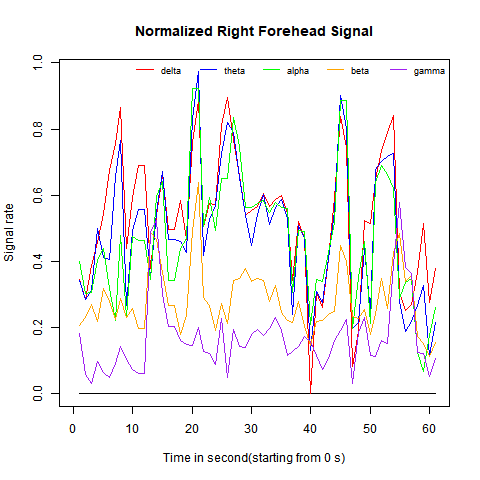 Normalized Right Forehead Signal
delta theta alpha beta gamma
1.0
0.8
0.6
0.4
0.2
0.0
Signal rate
0 10 20 30 40 50 60
Time in second(starting from 0 s)